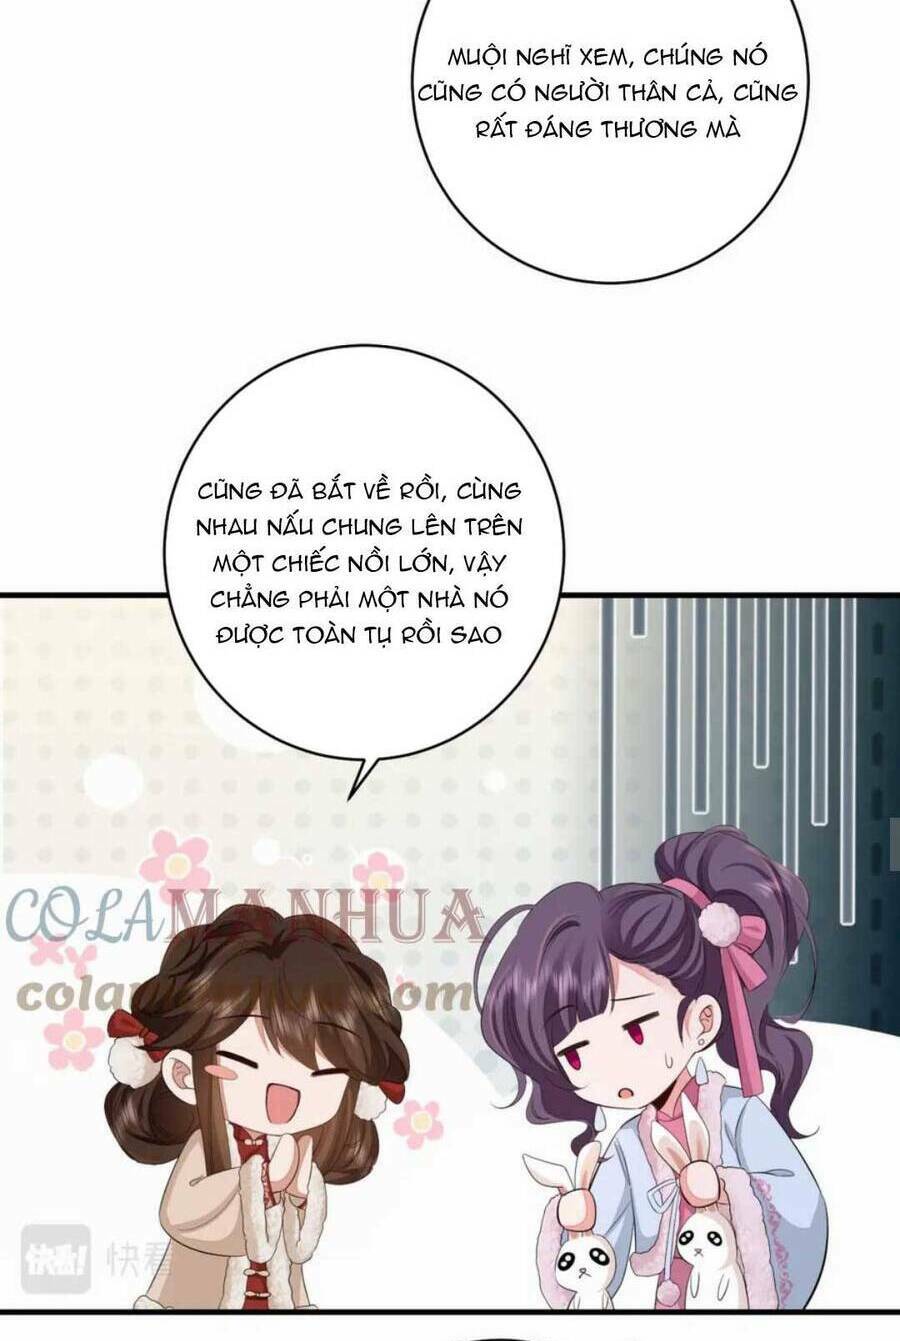 MUỘI NGHĨ XEM, CHÚNG NÓ
CŨNG CÓ NGƯỜI THÂN CẢ, CŨNG
RẤT ĐÁNG THƯƠNG MÀ
CŨNG ĐÃ BẮT VỀ RỒI, CÙNG
NHAU NẤU CHUNG LÊN TRÊN
MỘT CHIẾC NỒI LỚN, VẬY
CHẲNG PHẢI MỘT NHÀ NÓ
ĐƯỢC TOÀN TỤ RỒI SAO
COLAMANHUA
快看! 快看